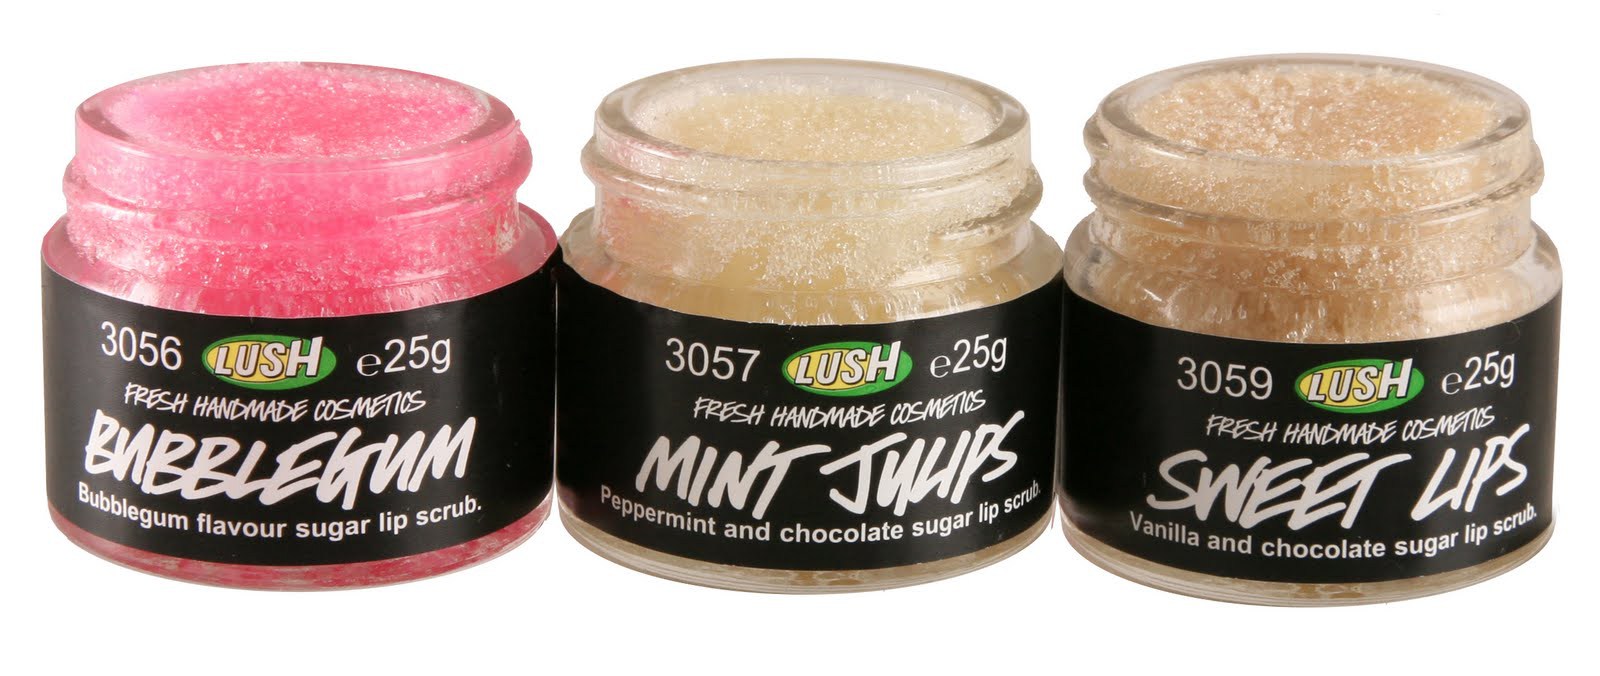 3056 LUSH e25g
FRESH HANDMADE COSMETICS
BUBBLEGUM
Bubblegum flavour sugar lip scrub.
3057 LUSH e25g
FRESH HANDMADE COSMETICS
MINT JULIPS
Peppermint and chocolate sugar lip scrub.
3059 LUSH e25g
FRESH HANDMADE COSMETICS
SWEET LIPS
Vanilla and chocolate sugar lip scrub.